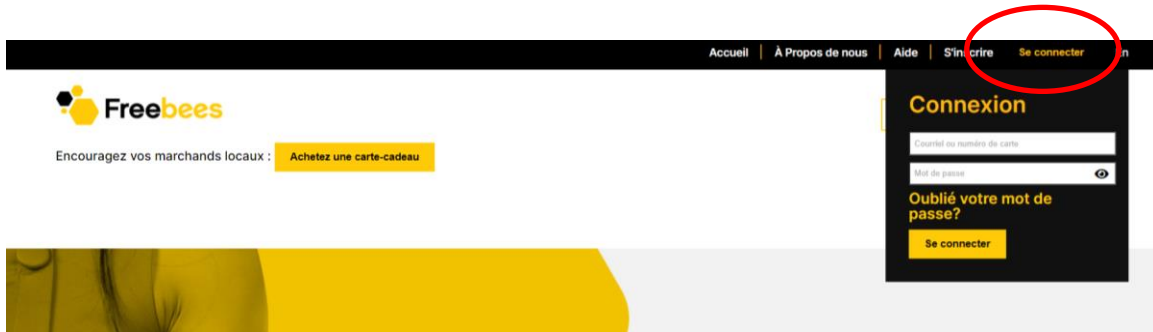 Accueil À Propos de nous Aide S'inscrire Se connecter En
Freebees
Encouragez vos marchands locaux : Achetez une carte-cadeau
Connexion
Courriel ou numéro de carte
Mot de passe
Oublié votre mot de
passe?
Se connecter